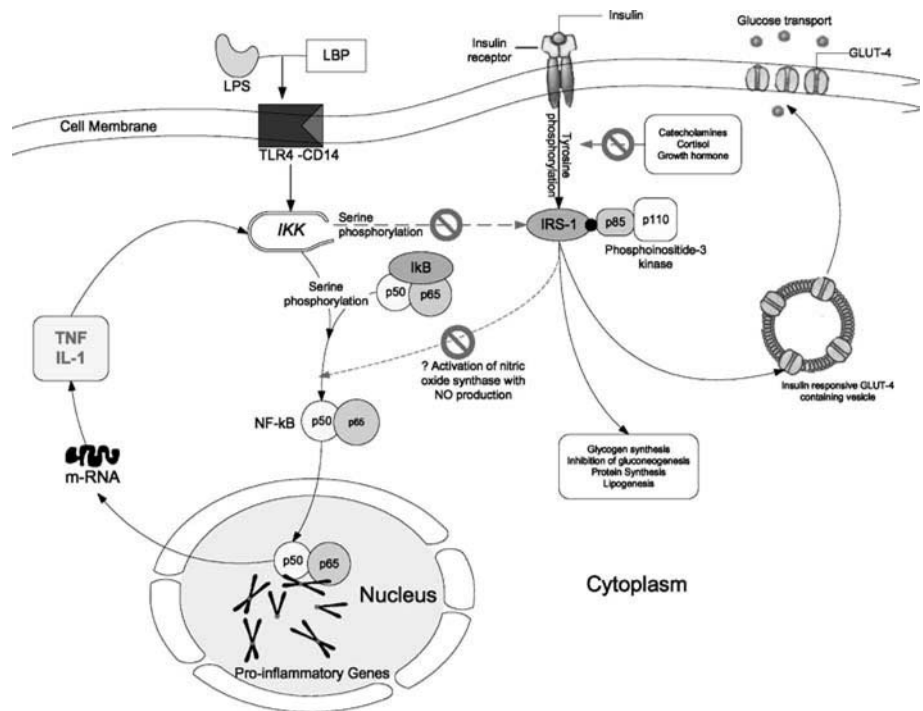 Insulin
Glucose transport
LBP
LPS
Insulin
receptor
GLUT-4
Cell Membrane
TLR4 -CD14
Tyrosine
phosphorylation
Catecholamines
Cortisol
Growth hormone
IKK
Serine
phosphorylation
IRS-1
p85
p110
Phosphoinositide-3
kinase
IkB
p50
p65
Serine
phosphorylation
TNF
IL-1
? Activation of nitric
oxide synthase with
NO production
Insulin responsive GLUT-4
containing vesicle
NF-kB
p50
p65
Glycogen synthesis
Inhibition of gluconeogenesis
Protein Synthesis
Lipogenesis
m-RNA
p50
p65
Nucleus
Cytoplasm
Pro-inflammatory Genes